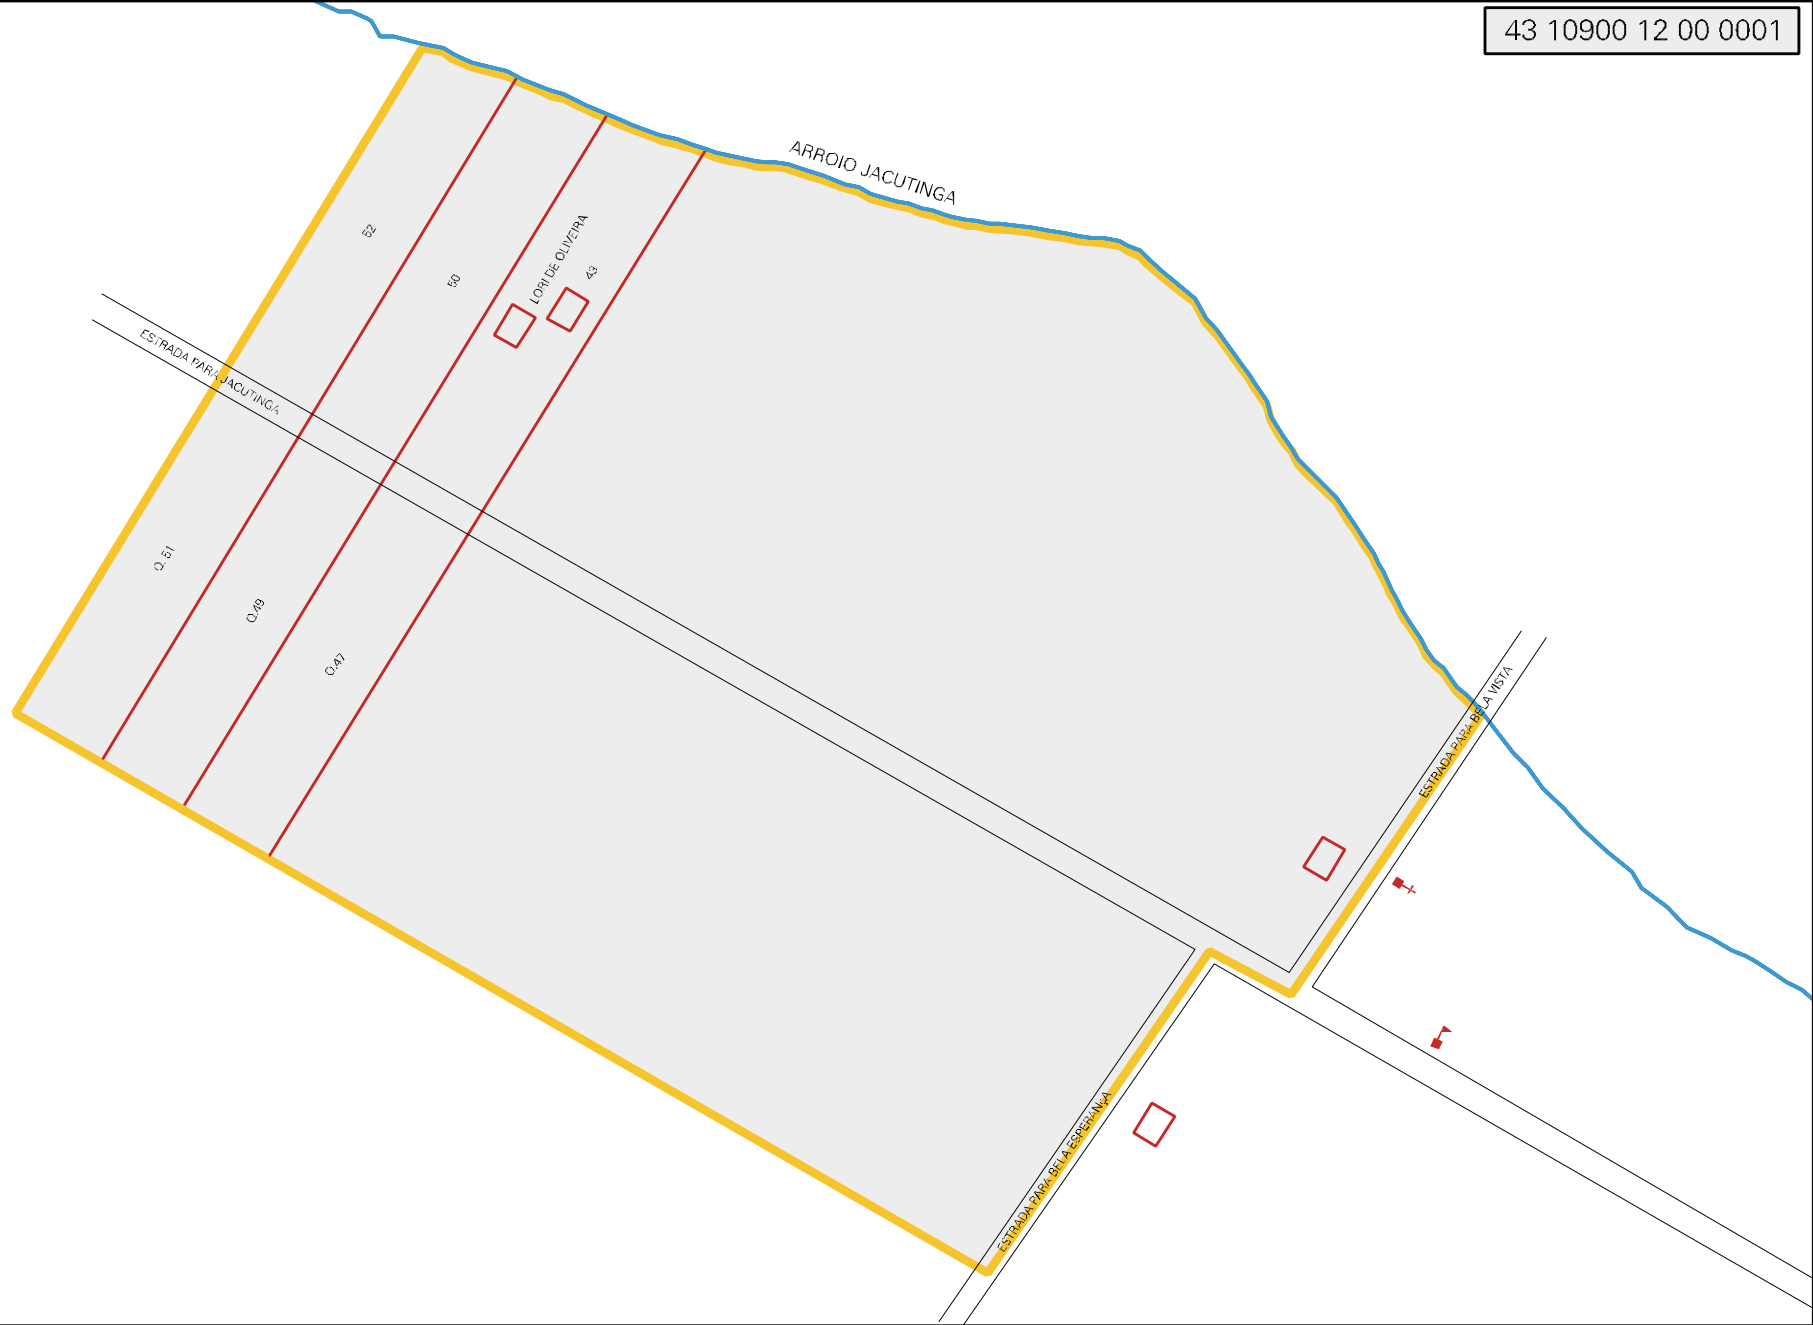 43 10900 12 00 0001
ARROIO JACUTINGA
52
50
LORI DE OLIVEIRA
43
ESTRADA PARA JACUTINGA
Q. 51
Q.49
Q.47
ESTRADA PARA BELA VISTA
ESTRADA PARA BELA ESPERANÇA